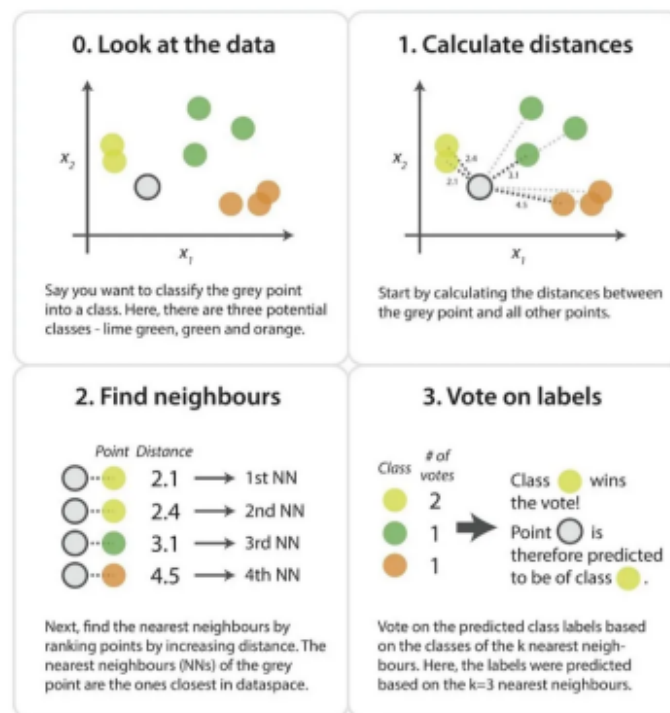 0. Look at the data
x2
x1
Say you want to classify the grey point
into a class. Here, there are three potential
classes - lime green, green and orange.
1. Calculate distances
x2
2.4
2.1
3.1
4.5
x1
Start by calculating the distances between
the grey point and all other points.
2. Find neighbours
Point Distance
2.1 → 1st NN
2.4 → 2nd NN
3.1 → 3rd NN
4.5 → 4th NN
Next, find the nearest neighbours by
ranking points by increasing distance. The
nearest neighbours (NNs) of the grey
point are the ones closest in dataspace.
3. Vote on labels
Class # of
votes
2
1
1
Class wins
the vote!
Point is
therefore predicted
to be of class .
Vote on the predicted class labels based
on the classes of the k nearest neigh-
bours. Here, the labels were predicted
based on the k=3 nearest neighbours.